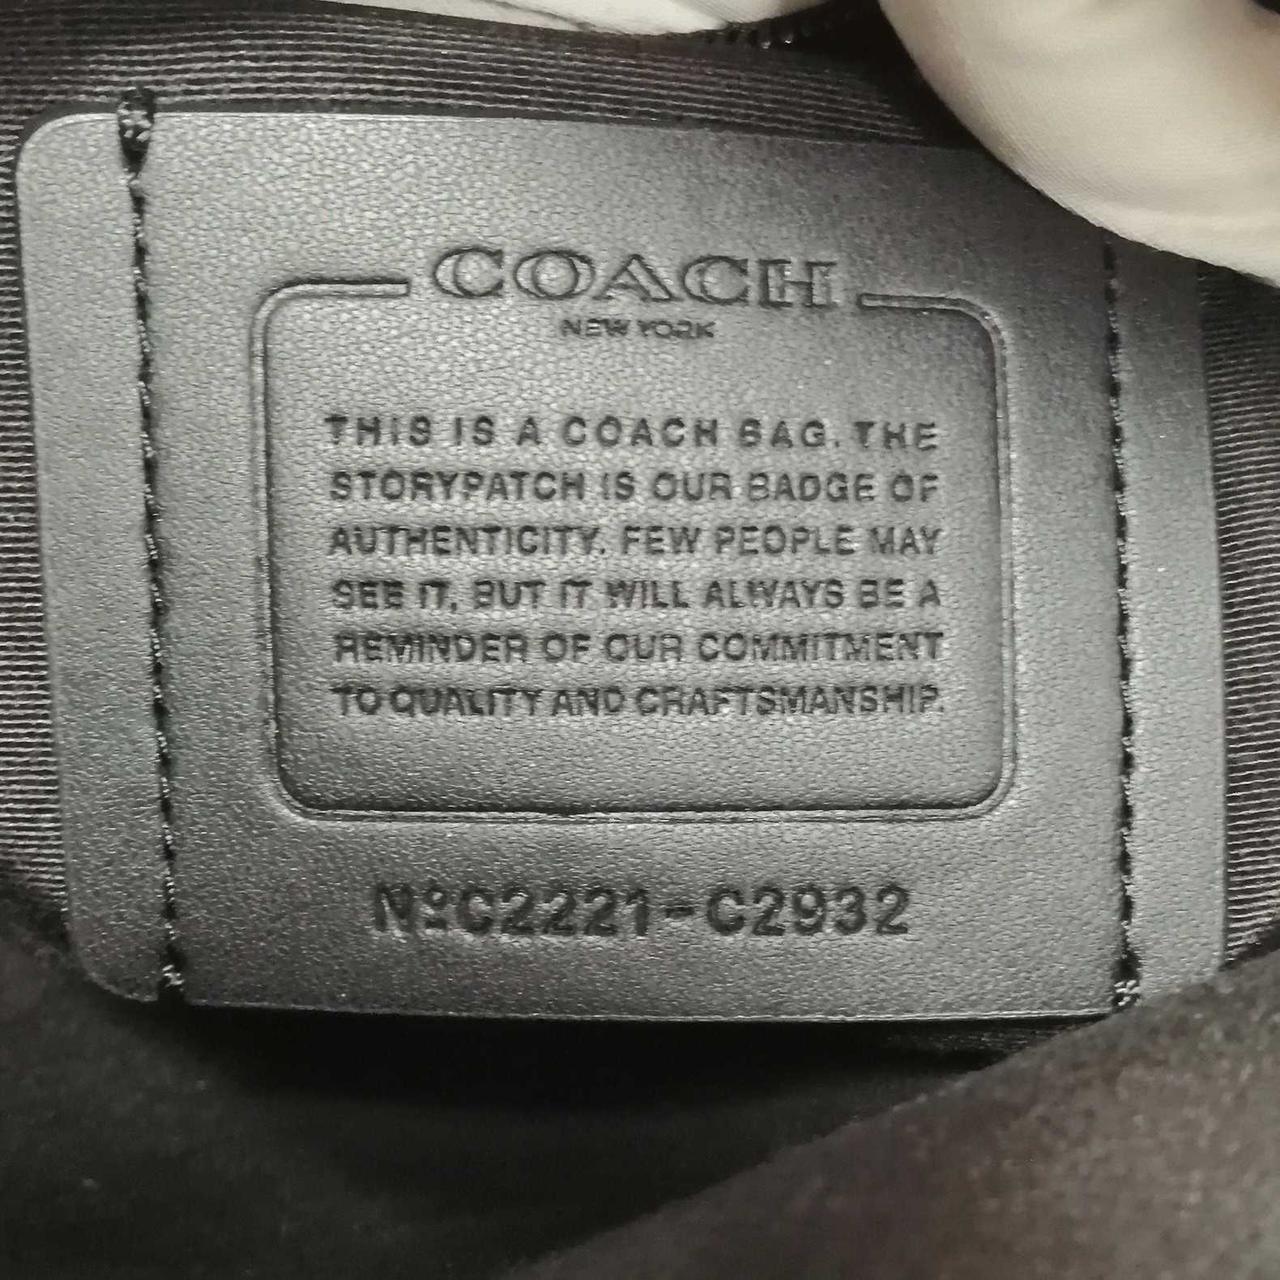 COACH
NEW YORK
THIS IS A COACH BAG. THE
STORYPATCH IS OUR BADGE OF
AUTHENTICITY. FEW PEOPLE MAY
SEE IT, BUT IT WILL ALWAYS BE A
REMINDER OF OUR COMMITMENT
TO QUALITY AND CRAFTSMANSHIP.
NºC2221-C2932